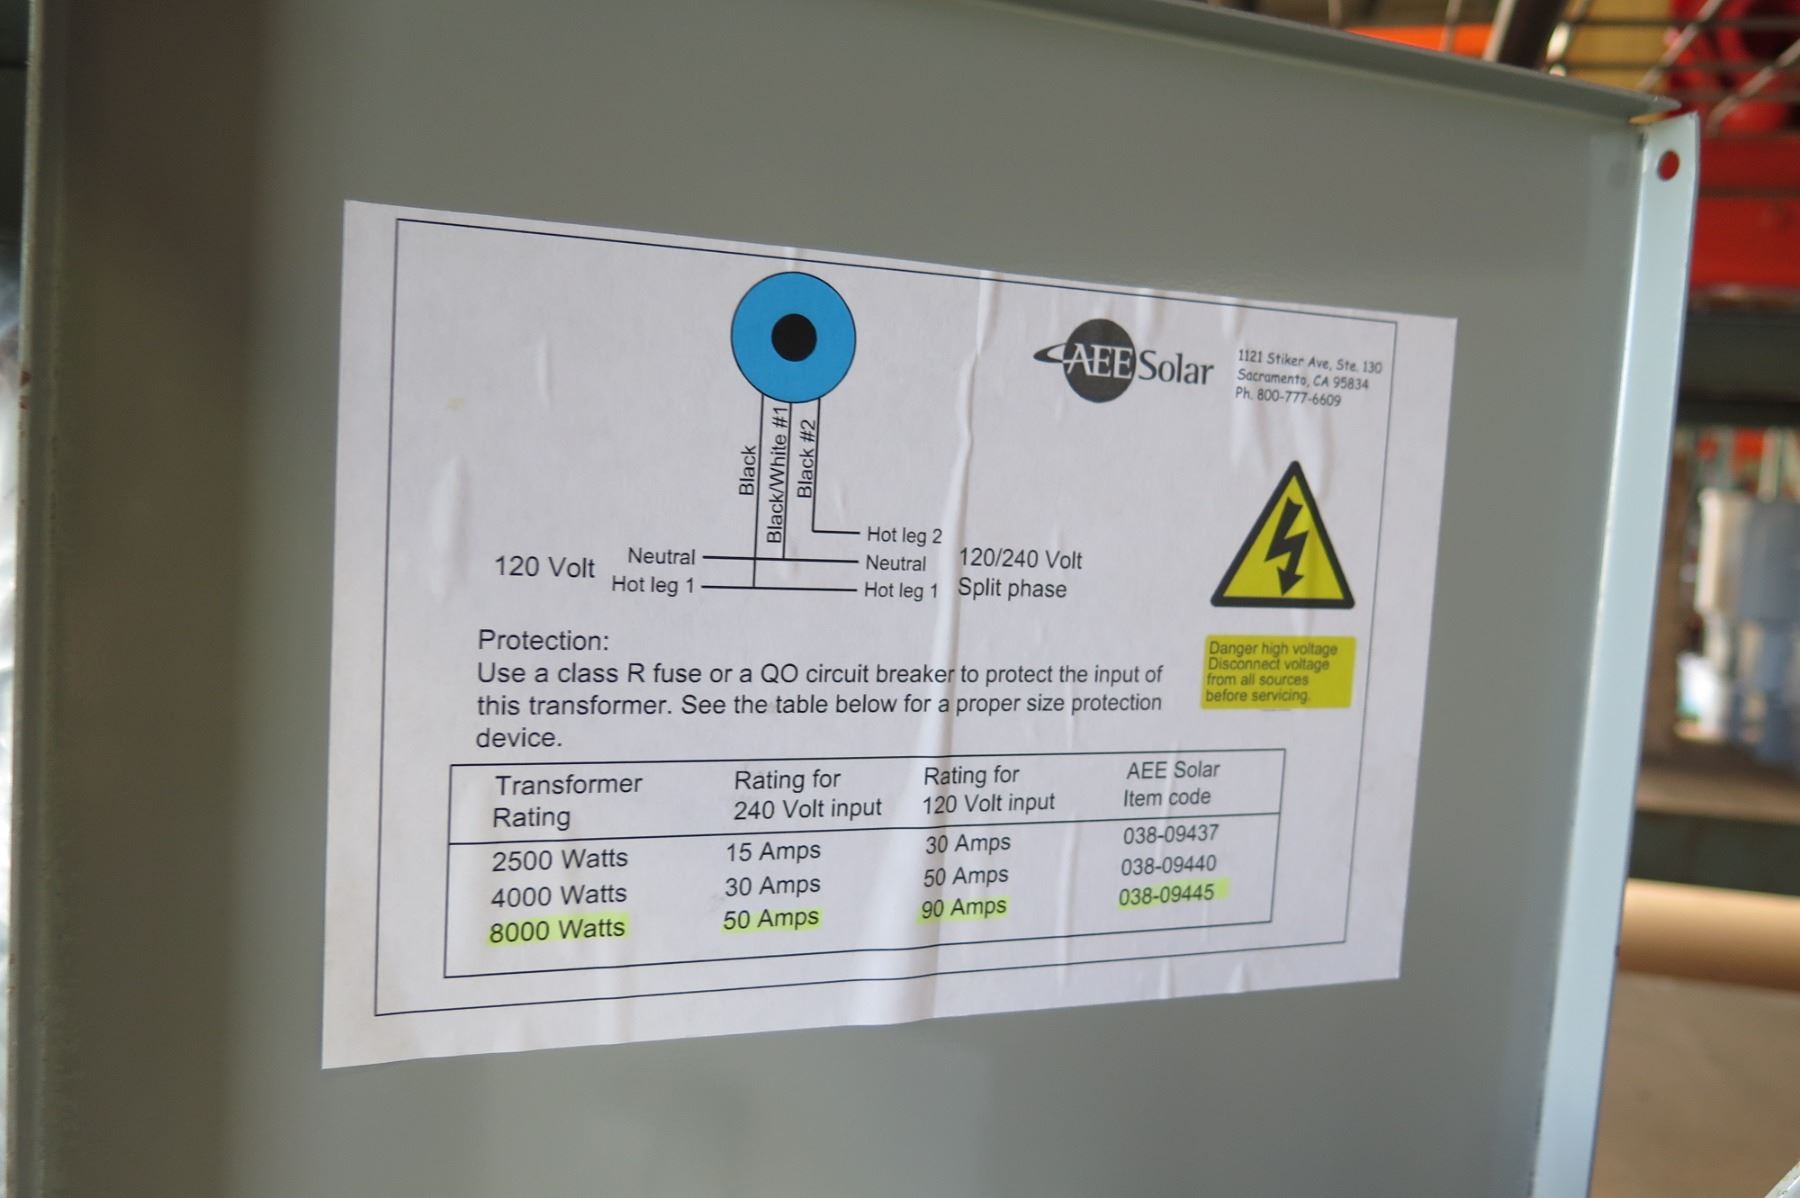 AEE Solar
1121 Stiker Ave, Ste. 130
Sacramento, CA 95834
Ph. 800-777-6609
Black
Black/White #1
Black #2
Hot leg 2
120 Volt
Neutral
Neutral
120/240 Volt
Hot leg 1
Hot leg 1
Split phase
Danger high voltage
Disconnect voltage
from all sources
before servicing.
Protection:
Use a class R fuse or a QO circuit breaker to protect the input of
this transformer. See the table below for a proper size protection
device.
Transformer Rating for Rating for AEE Solar
Rating 240 Volt input 120 Volt input Item code
2500 Watts 15 Amps 30 Amps 038-09437
4000 Watts 30 Amps 50 Amps 038-09440
8000 Watts 50 Amps 90 Amps 038-09445